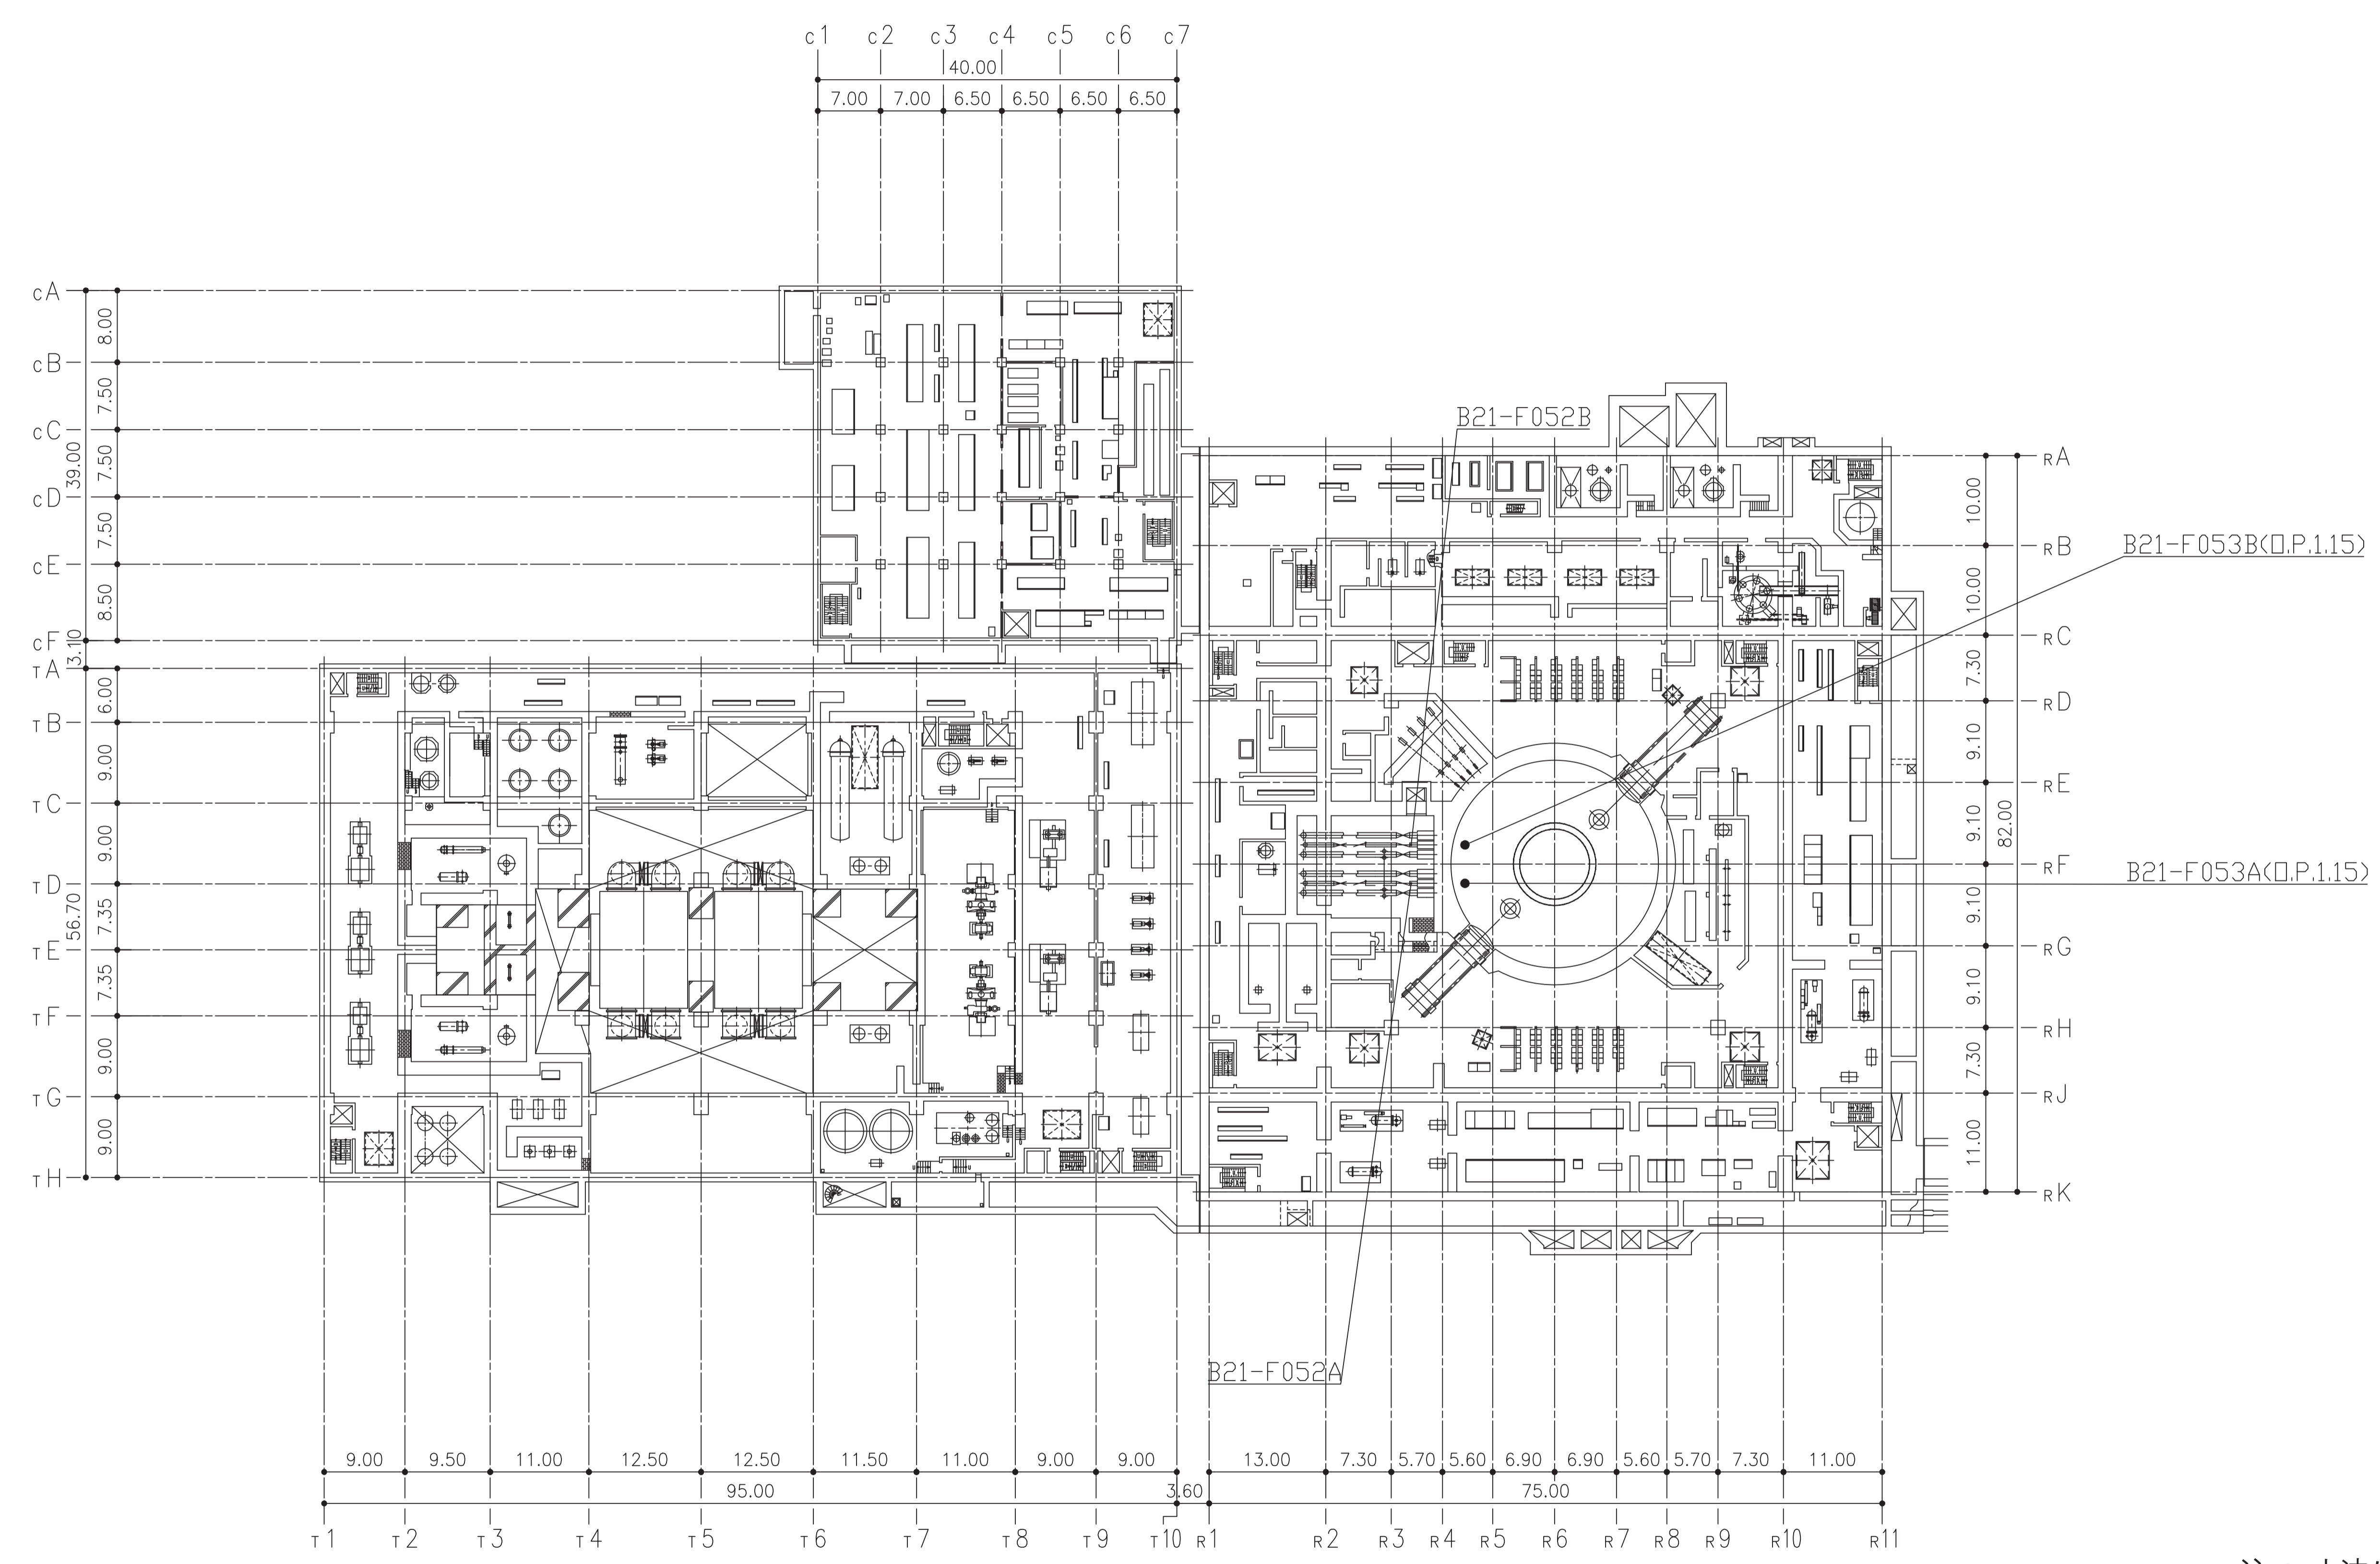 c1 c2 c3 c4 c5 c6 c7
40.00
7.00 7.00 6.50 6.50 6.50 6.50
cA
cB
cC
cD
cE
cF
TA
TB
TC
TD
TE
TF
TG
TH
8.00
7.50
7.50
7.50
8.50
39.00
3.10
6.00
9.00
9.00
7.35
7.35
9.00
9.00
56.70
B21-F052B
B21-F053B(O.P.1.15)
B21-F053A(O.P.1.15)
B21-F052A
RA
RB
RC
RD
RE
RF
RG
RH
RJ
RK
10.00
10.00
7.30
9.10
9.10
9.10
9.10
7.30
11.00
82.00
9.00 9.50 11.00 12.50 12.50 11.50 11.00 9.00 9.00 13.00 7.30 5.70 5.60 6.90 6.90 5.60 5.70 7.30 11.00
95.00 3.60 75.00
T1 T2 T3 T4 T5 T6 T7 T8 T9 T10 R1 R2 R3 R4 R5 R6 R7 R8 R9 R10 R11